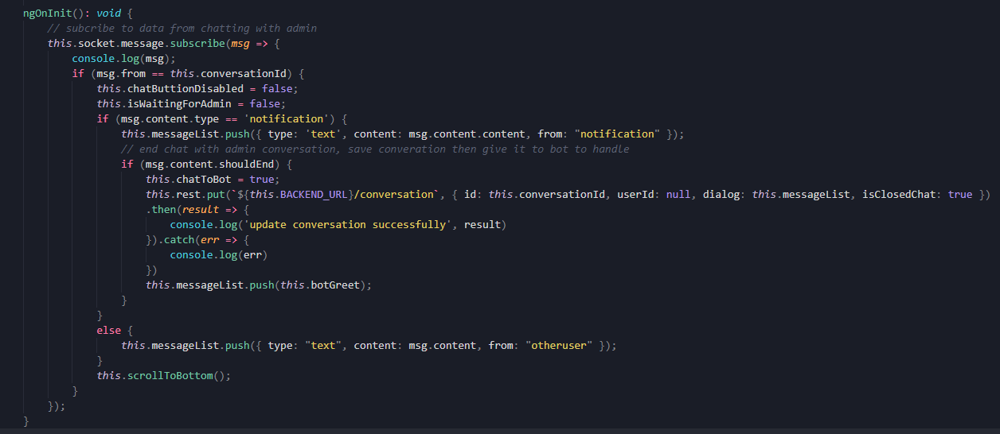 ngOnInit(): void {
// subcribe to data from chatting with admin
this.socket.message.subscribe(msg => {
console.log(msg);
if (msg.from == this.conversationId) {
this.chatButtionDisabled = false;
this.isWaitingForAdmin = false;
if (msg.content.type == 'notification') {
this.messageList.push({ type: 'text', content: msg.content.content, from: "notification" });
// end chat with admin conversation, save converation then give it to bot to handle
if (msg.content.shouldEnd) {
this.chatToBot = true;
this.rest.put(`${this.BACKEND_URL}/conversation`, { id: this.conversationId, userId: null, dialog: this.messageList, isClosedChat: true })
.then(result => {
console.log('update conversation successfully', result)
}).catch(err => {
console.log(err)
})
this.messageList.push(this.botGreet);
}
}
else {
this.messageList.push({ type: "text", content: msg.content, from: "otheruser" });
}
this.scrollToBottom();
}
});
}